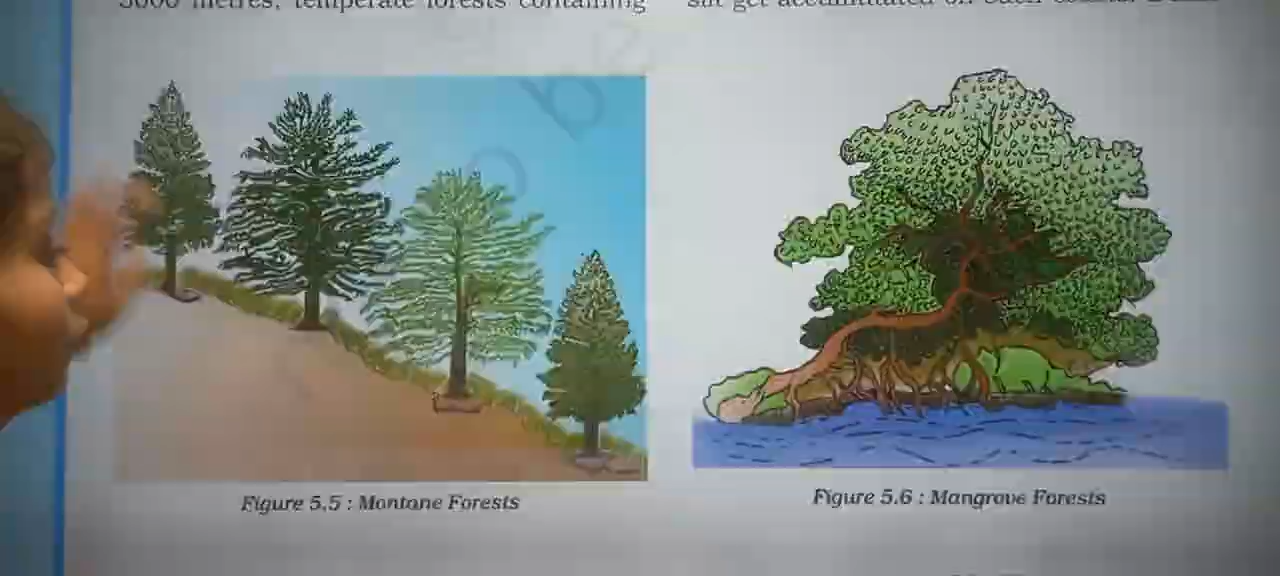 3000 metres, temperate forests containing
Figure 5.5 : Montane Forests
Figure 5.6 : Mangrove Forests